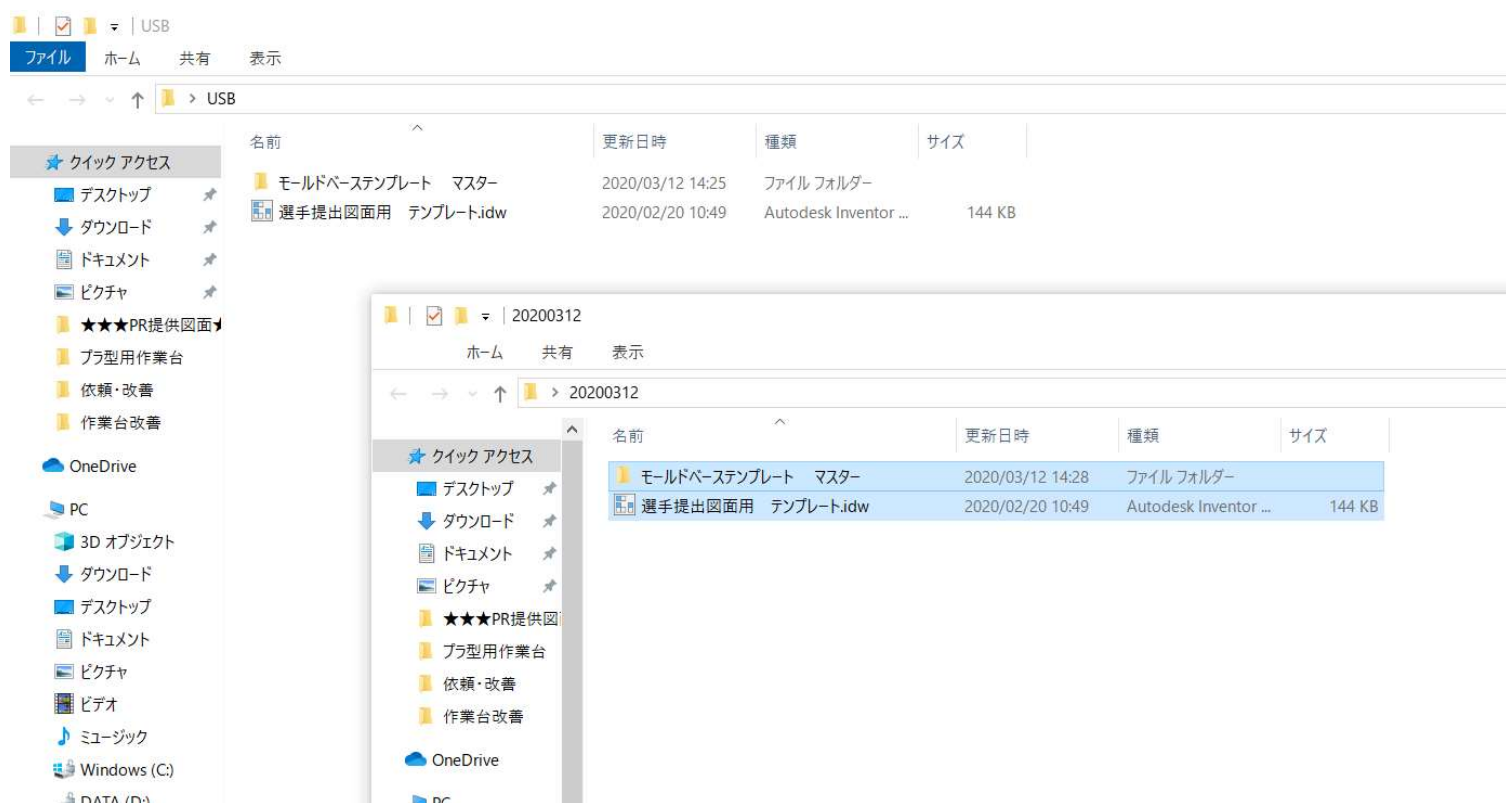 USB
ファイル ホーム 共有 表示
USB
名前 更新日時 種類 サイズ
クイック アクセス
モールドベーステンプレート　マスター 2020/03/12 14:25 ファイル フォルダー
選手提出図面用　テンプレート.idw 2020/02/20 10:49 Autodesk Inventor ... 144 KB
デスクトップ
ダウンロード
ドキュメント
ピクチャ
★★★PR提供図面★
プラ型用作業台
依頼・改善
作業台改善
OneDrive
PC
3D オブジェクト
ダウンロード
デスクトップ
ドキュメント
ピクチャ
ビデオ
ミュージック
Windows (C:)
DATA (D:)
20200312
ホーム 共有 表示
20200312
名前 更新日時 種類 サイズ
クイック アクセス
モールドベーステンプレート　マスター 2020/03/12 14:28 ファイル フォルダー
選手提出図面用　テンプレート.idw 2020/02/20 10:49 Autodesk Inventor ... 144 KB
デスクトップ
ダウンロード
ドキュメント
ピクチャ
★★★PR提供図
プラ型用作業台
依頼・改善
作業台改善
OneDrive
PC